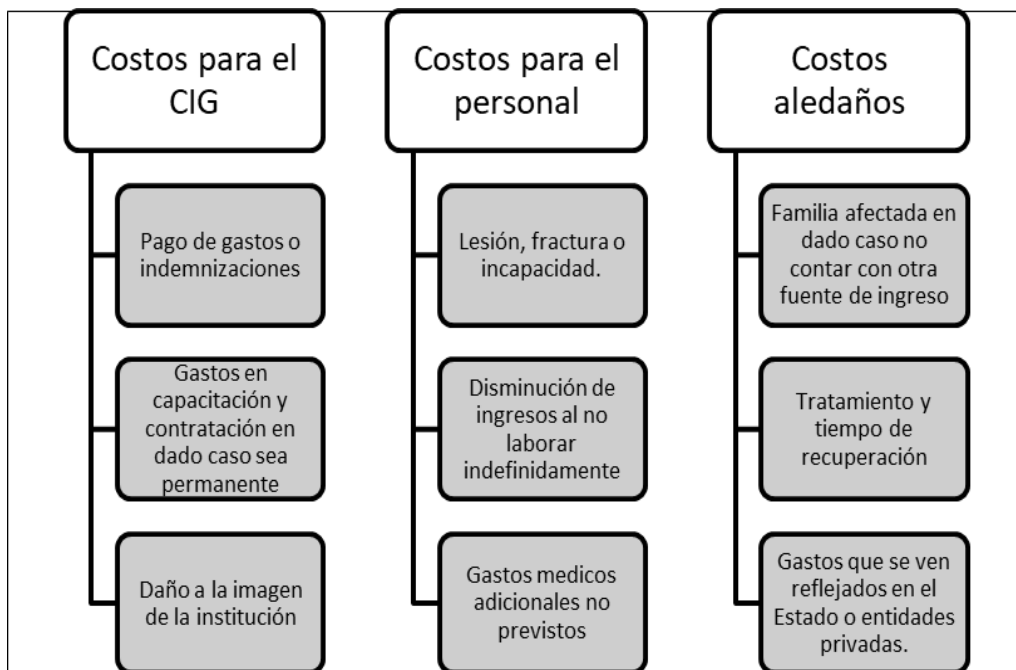 Costos para el
CIG
Pago de gastos o
indemnizaciones
Gastos en
capacitación y
contratación en
dado caso sea
permanente
Daño a la imagen
de la institución
Costos para el
personal
Lesión, fractura o
incapacidad.
Disminución de
ingresos al no
laborar
indefinidamente
Gastos medicos
adicionales no
previstos
Costos
aledaños
Familia afectada en
dado caso no
contar con otra
fuente de ingreso
Tratamiento y
tiempo de
recuperación
Gastos que se ven
reflejados en el
Estado o entidades
privadas.